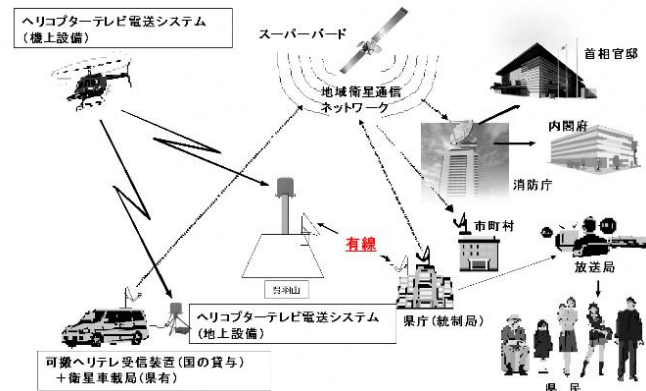 ヘリコプターテレビ電送システム
(機上設備)
スーパーバード
地域衛星通信
ネットワーク
首相官邸
内閣府
消防庁
市町村
有線
放送局
呉羽山
ヘリコプターテレビ電送システム
(地上設備)
県庁(統制局)
可搬ヘリテレ受信装置(国の貸与)
+衛星車載局(県有)
県民